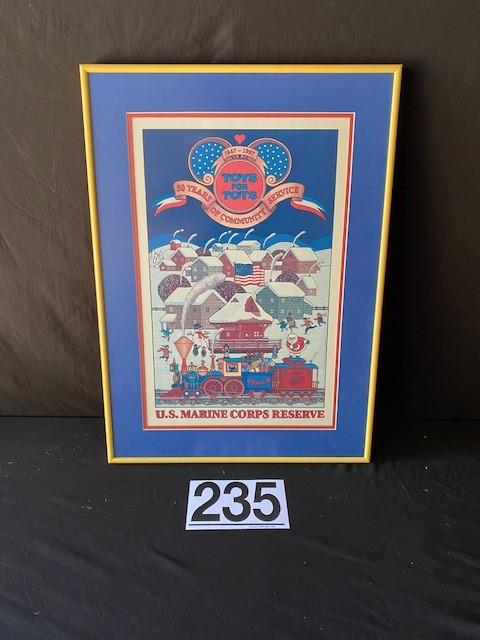 1947 - 1997
TOYS
FOR
TOTS
50 YEARS OF COMMUNITY SERVICE
U.S. MARINE CORPS RESERVE
235